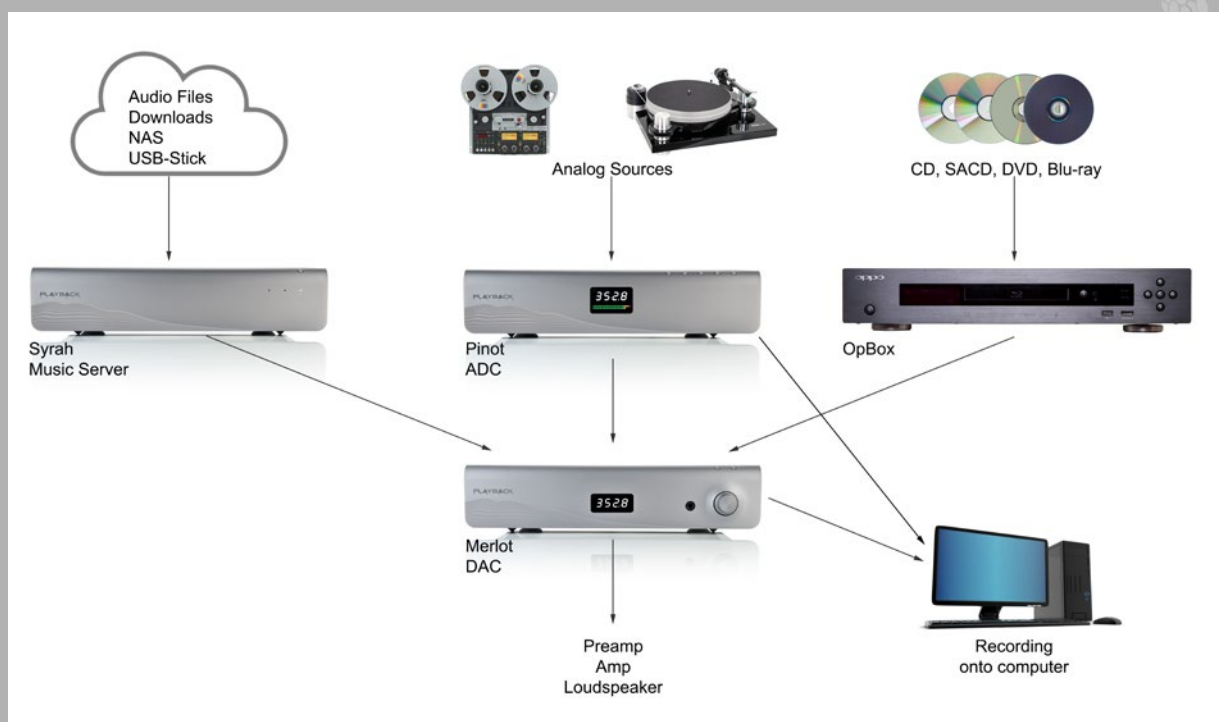 Audio Files
Downloads
NAS
USB-Stick
Analog Sources
CD, SACD, DVD, Blu-ray
PLAYBACK
Syrah
Music Server
PLAYBACK
352.8
Pinot
ADC
oppo
OpBox
PLAYBACK
352.8
Merlot
DAC
Preamp
Amp
Loudspeaker
Recording
onto computer